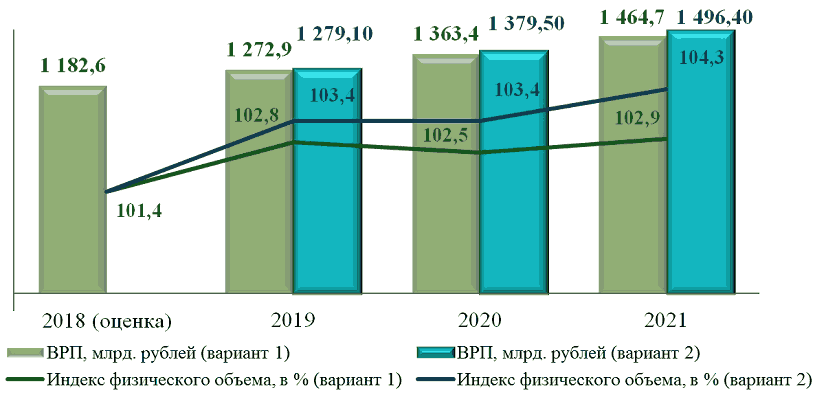 1 464,7 1 496,40
1 363,4 1 379,50
1 272,9 1 279,10
1 182,6
104,3
103,4 103,4
102,8 102,5 102,9
101,4
2018 (оценка) 2019 2020 2021
ВРП, млрд. рублей (вариант 1) ВРП, млрд. рублей (вариант 2)
Индекс физического объема, в % (вариант 1) Индекс физического объема, в % (вариант 2)